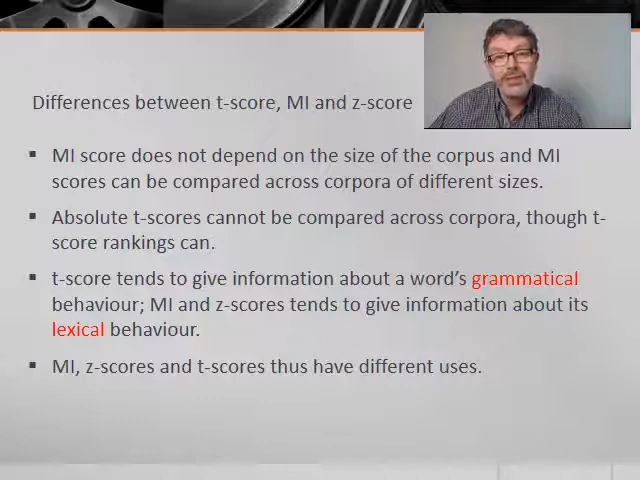 Differences between t-score, MI and z-score
MI score does not depend on the size of the corpus and MI
scores can be compared across corpora of different sizes.
Absolute t-scores cannot be compared across corpora, though t-
score rankings can.
t-score tends to give information about a word's grammatical
behaviour; MI and z-scores tends to give information about its
lexical behaviour.
MI, z-scores and t-scores thus have different uses.